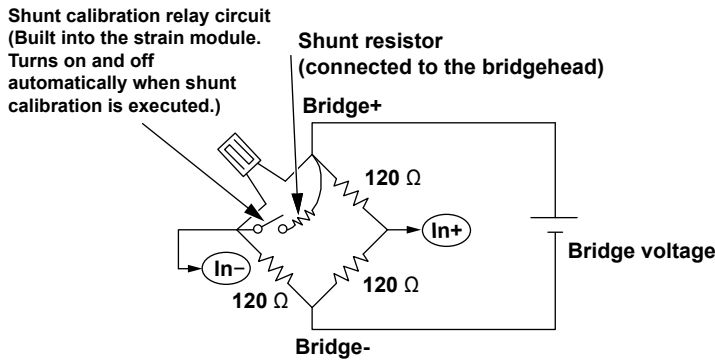 Shunt calibration relay circuit
(Built into the strain module.
Turns on and off
automatically when shunt
calibration is executed.)
Shunt resistor
(connected to the bridgehead)
Bridge+
120 Ω
In+
Bridge voltage
In−
120 Ω
120 Ω
Bridge-